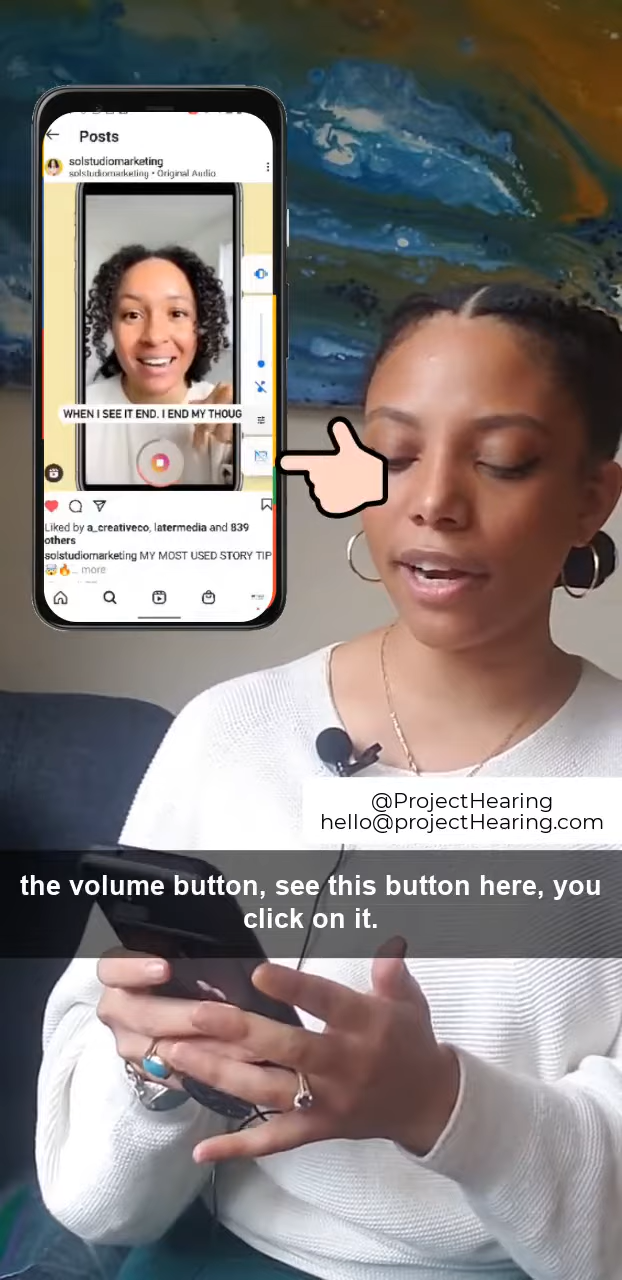 Posts
solstudiomarketing
solstudiomarketing • Original Audio
WHEN I SEE IT END. I END MY THOUG
Liked by a_creativeco, latermedia and 839
others
solstudiomarketing MY MOST USED STORY TIP
... more
@ProjectHearing
hello@projectHearing.com
the volume button, see this button here, you
click on it.